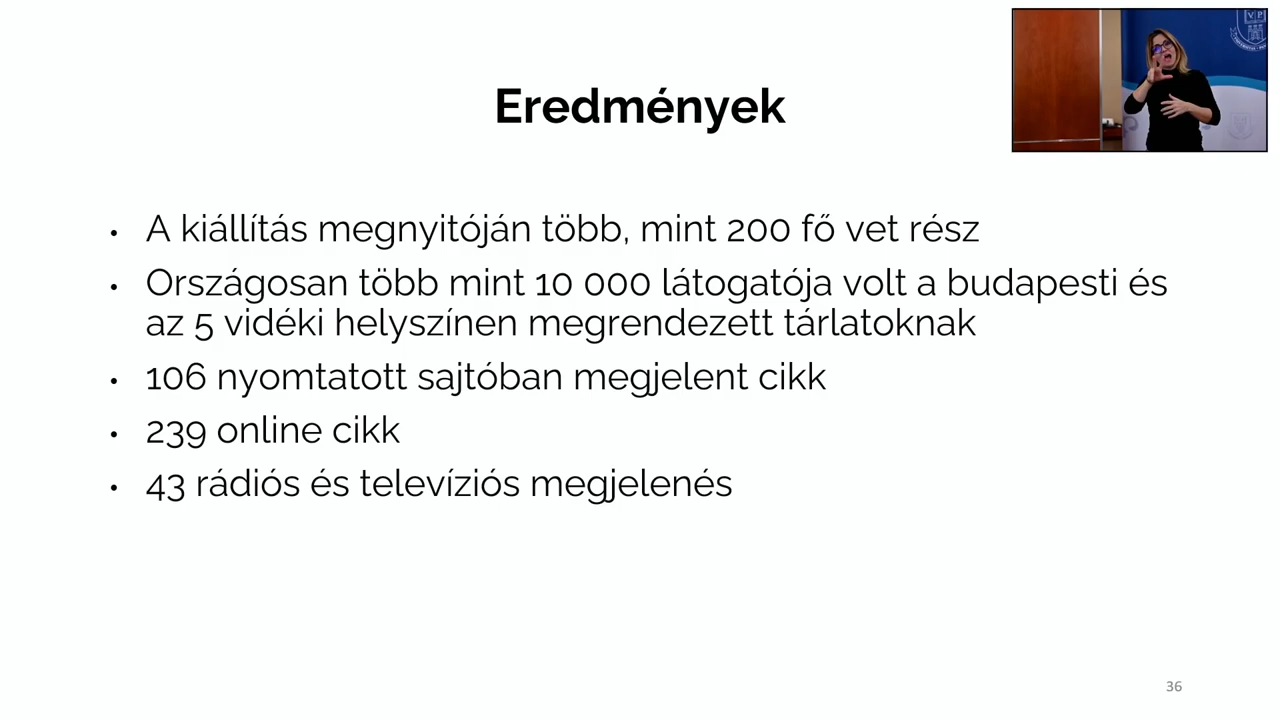 Eredmények
• A kiállítás megnyitóján több, mint 200 fő vet rész
• Országosan több mint 10 000 látogatója volt a budapesti és
az 5 vidéki helyszínen megrendezett tárlatoknak
• 106 nyomtatott sajtóban megjelent cikk
• 239 online cikk
• 43 rádiós és televíziós megjelenés
36